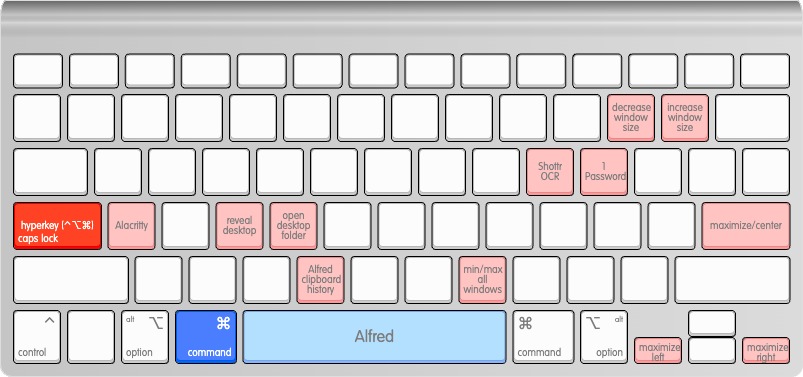 decrease
window
size
increase
window
size
Shottr
OCR
1
Password
hyperkey (^⌥⌘)
caps lock
Alacritty
reveal
desktop
open
desktop
folder
maximize/center
Alfred
clipboard
history
min/max
all
windows
^
control
alt ⌥
option
⌘
command
Alfred
⌘
command
⌥ alt
option
maximize
left
maximize
right